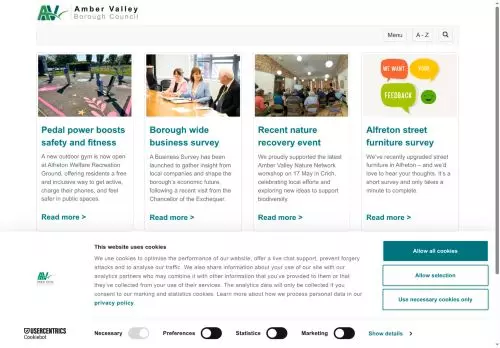 Amber Valley
Borough Council
Menu
A - Z
WE WANT
YOUR
FEEDBACK
Pedal power boosts
safety and fitness
A new outdoor gym is now open
at Alfreton Welfare Recreation
Ground, offering residents a free
and inclusive way to get active,
charge their phones, and feel
safer in public spaces.
Read more >
Borough wide
business survey
A Business Survey has been
launched to gather insight from
local companies and shape the
borough's economic future,
following a recent visit from the
Chancellor of the Exchequer.
Read more >
Recent nature
recovery event
We proudly supported the latest
Amber Valley Nature Network
workshop on 17 May in Crich,
celebrating local efforts and
exploring new ideas to support
biodiversity.
Read more >
Alfreton street
furniture survey
We've recently upgraded street
furniture in Alfreton – and we'd
love to hear your thoughts. It's a
short survey and only takes a
minute to complete.
Read more >
This website uses cookies
We use cookies to optimise the performance of our website, offer a live chat support, prevent forgery
attacks and to analyse our traffic. We also share information about your use of our site with our
analytics partners who may combine it with other information that you've provided to them or that
they've collected from your use of their services. The analytics data will only be collected if you
consent to our marking and statistics cookies. Learn more about how we process personal data in our
privacy policy.
Allow all cookies
Allow selection
Use necessary cookies only
USERCENTRICS
Cookiebot
Necessary
Preferences
Statistics
Marketing
Show details >